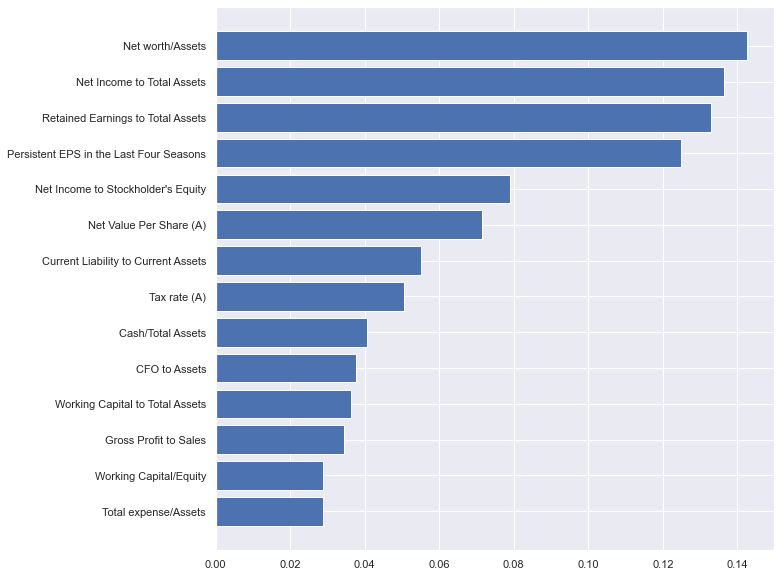 Net worth/Assets
Net Income to Total Assets
Retained Earnings to Total Assets
Persistent EPS in the Last Four Seasons
Net Income to Stockholder's Equity
Net Value Per Share (A)
Current Liability to Current Assets
Tax rate (A)
Cash/Total Assets
CFO to Assets
Working Capital to Total Assets
Gross Profit to Sales
Working Capital/Equity
Total expense/Assets
0.00 0.02 0.04 0.06 0.08 0.10 0.12 0.14